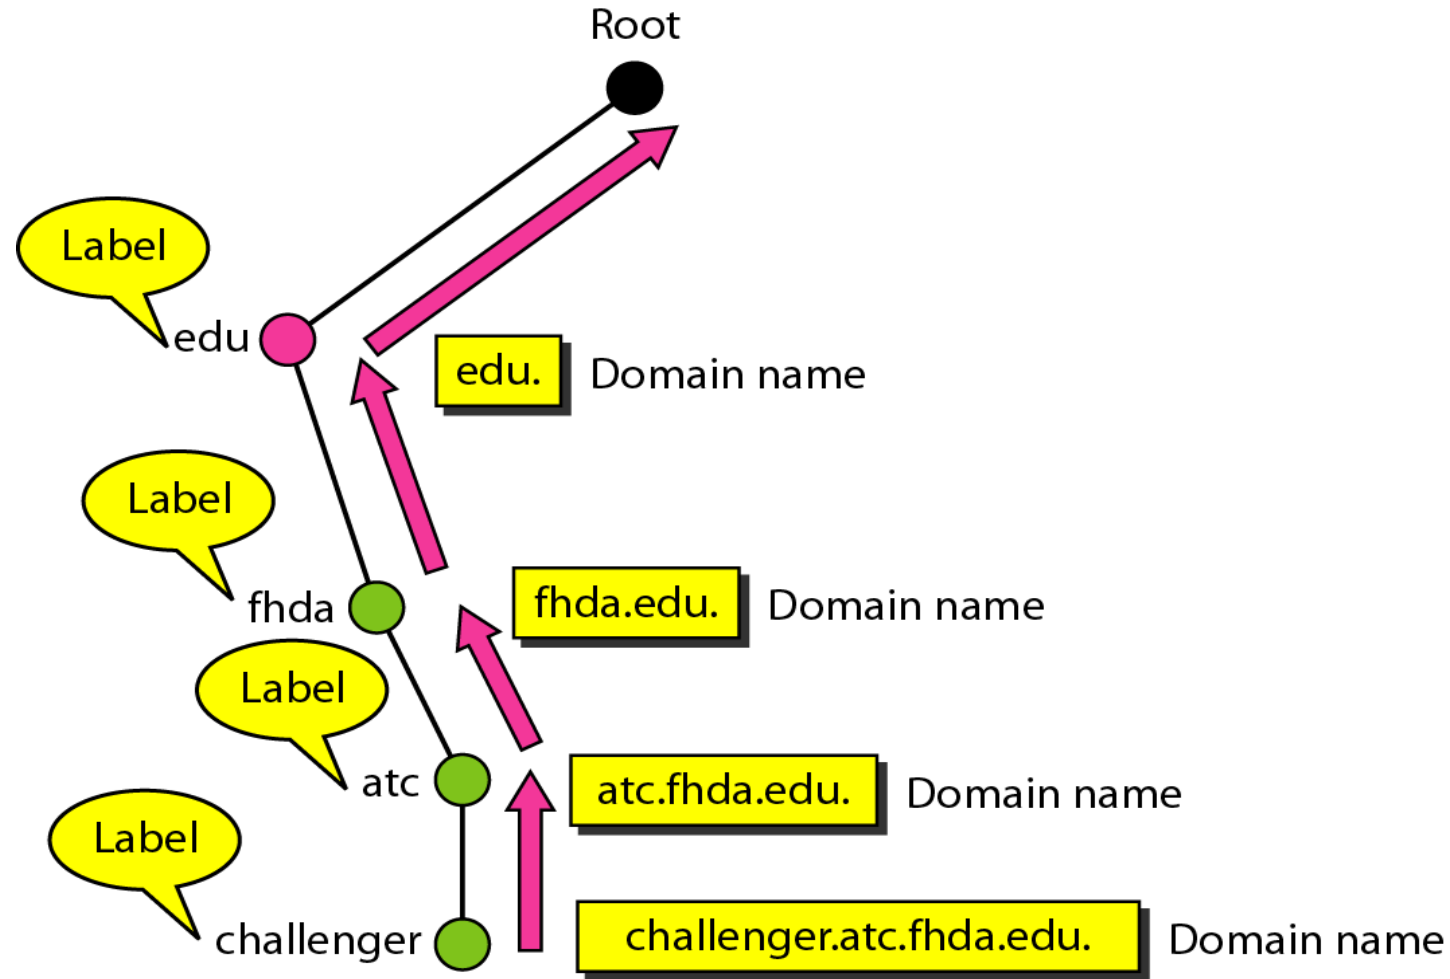 Root
Label
edu
edu. Domain name
Label
fhda
fhda.edu. Domain name
Label
atc
atc.fhda.edu. Domain name
Label
challenger
challenger.atc.fhda.edu. Domain name